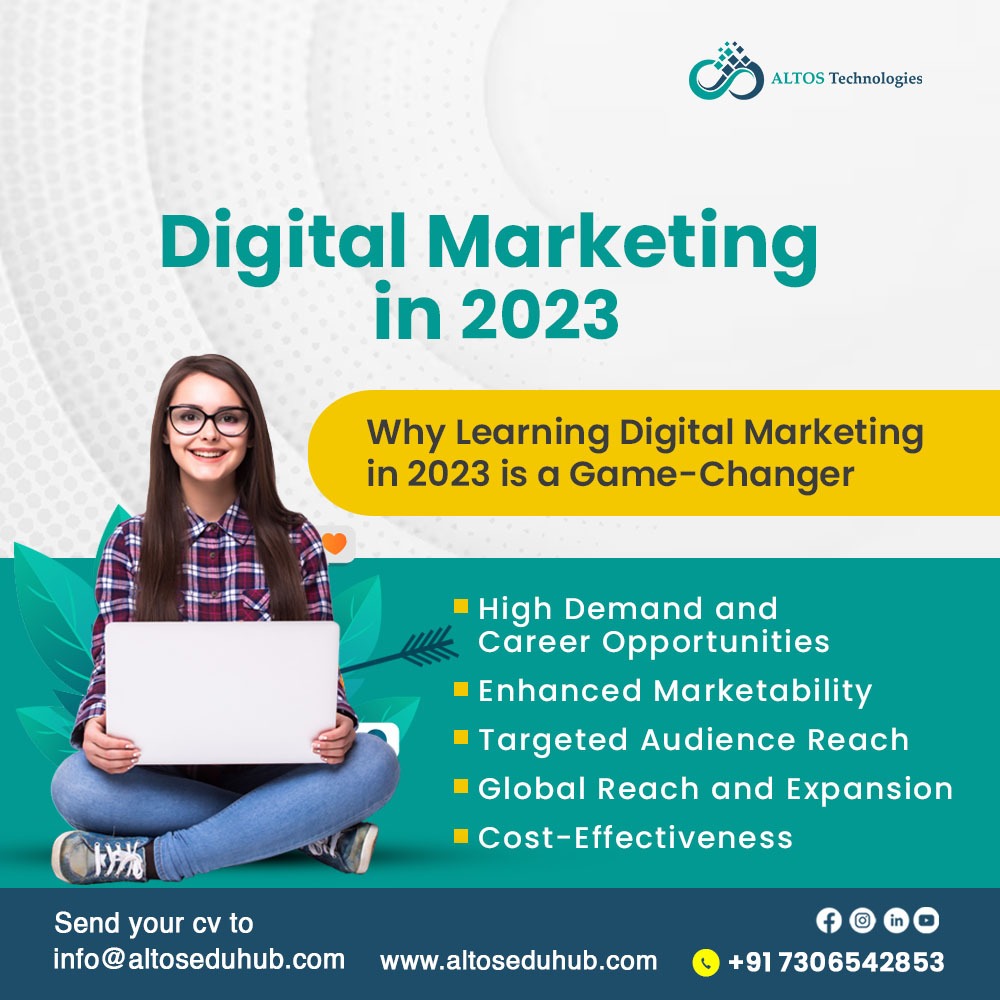 ALTOS Technologies
Digital Marketing
in 2023
Why Learning Digital Marketing
in 2023 is a Game-Changer
High Demand and
Career Opportunities
Enhanced Marketability
Targeted Audience Reach
Global Reach and Expansion
Cost-Effectiveness
Send your cv to
info@altoseduhub.com
www.altoseduhub.com
+91 7306542853